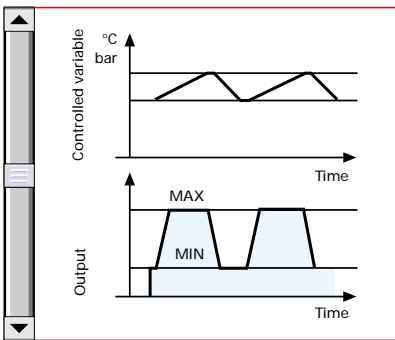 °C
bar
Controlled variable
Time
MAX
MIN
Output
Time